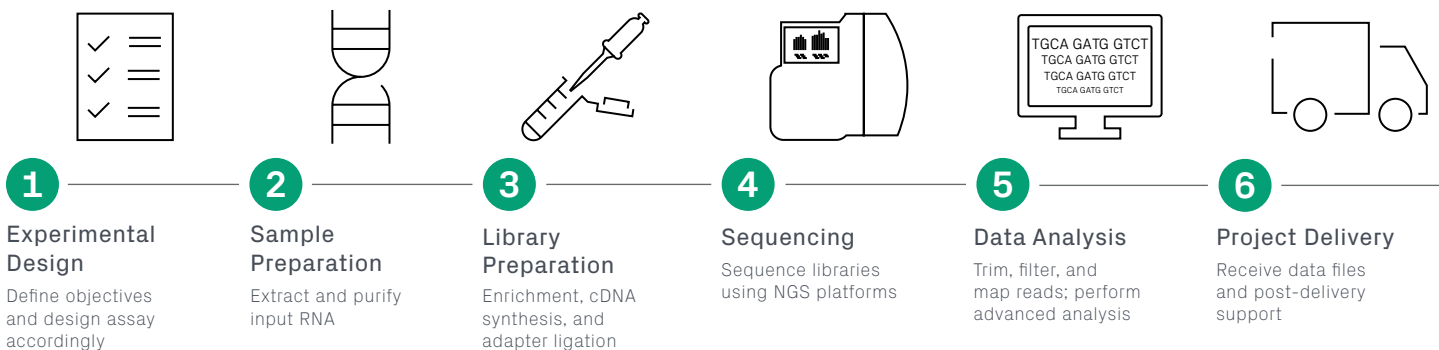 TGCA GATG GTCT
TGCA GATG GTCT
TGCA GATG GTCT
TGCA GATG GTCT
1
Experimental
Design
Define objectives
and design assay
accordingly
2
Sample
Preparation
Extract and purify
input RNA
3
Library
Preparation
Enrichment, cDNA
synthesis, and
adapter ligation
4
Sequencing
Sequence libraries
using NGS platforms
5
Data Analysis
Trim, filter, and
map reads; perform
advanced analysis
6
Project Delivery
Receive data files
and post-delivery
support